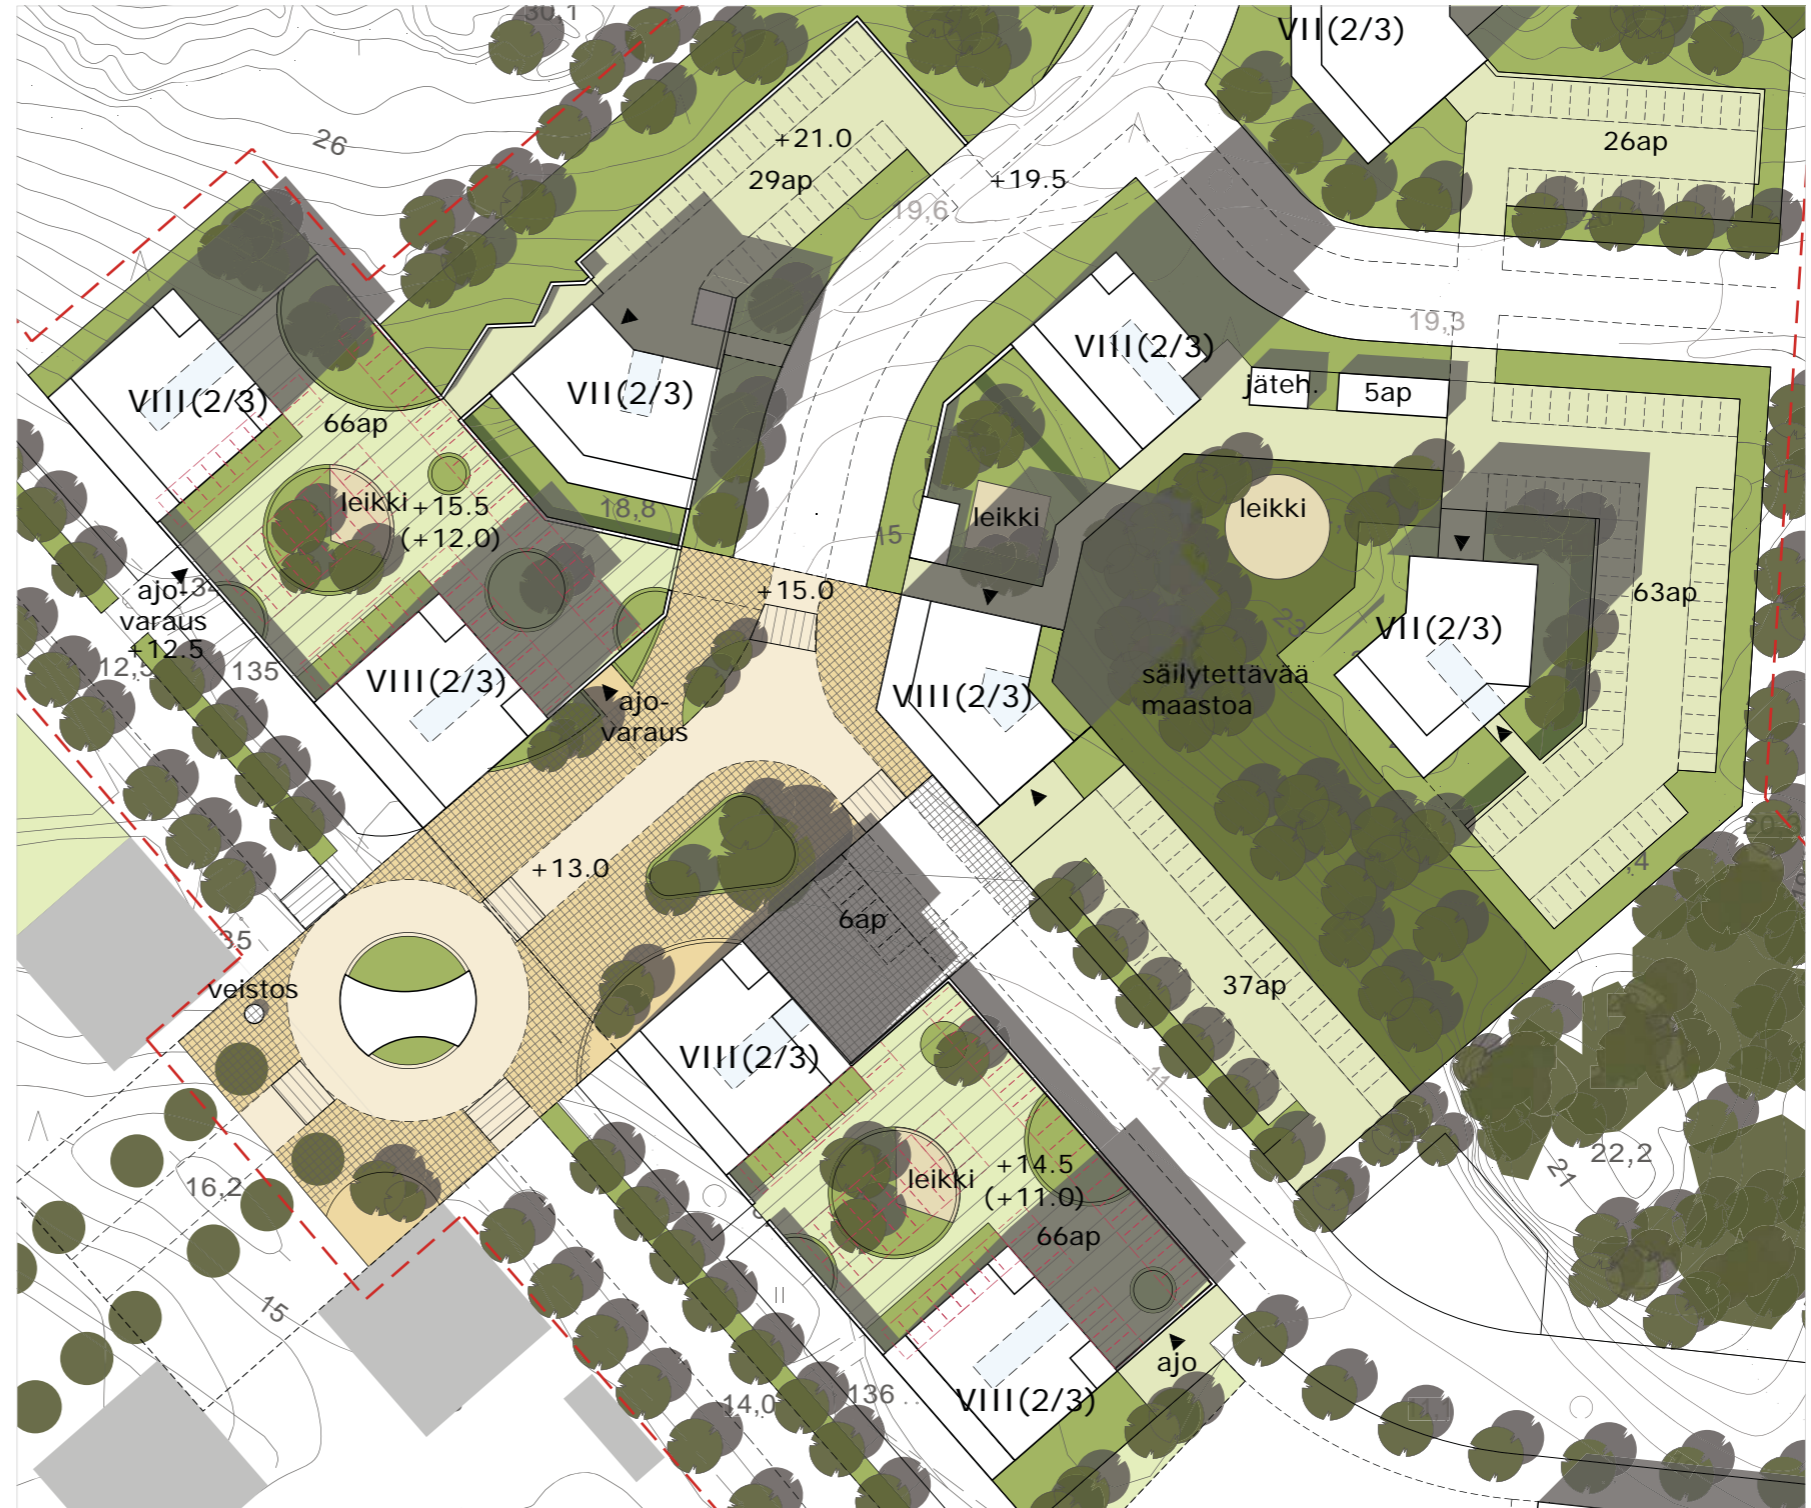 30,1
VII(2/3)
26
+21.0
26ap
29ap
+19.5
19,6
20
19,3
VIII(2/3)
jäteh.
5ap
VIII(2/3)
VII(2/3)
66ap
leikki
+15.5
(+12.0)
18,8
15
leikki
leikki
ajo-
varaus
+12.5
12,5
135
+15.0
63ap
23
VII(2/3)
VIII(2/3)
ajo-
varaus
VIII(2/3)
säilytettävää
maastoa
+13.0
6ap
35
veistos
37ap
VIII(2/3)
11
leikki
+14.5
(+11.0)
66ap
16,2
22,2
21
15
ajo
VIII(2/3)
14,0
136
II